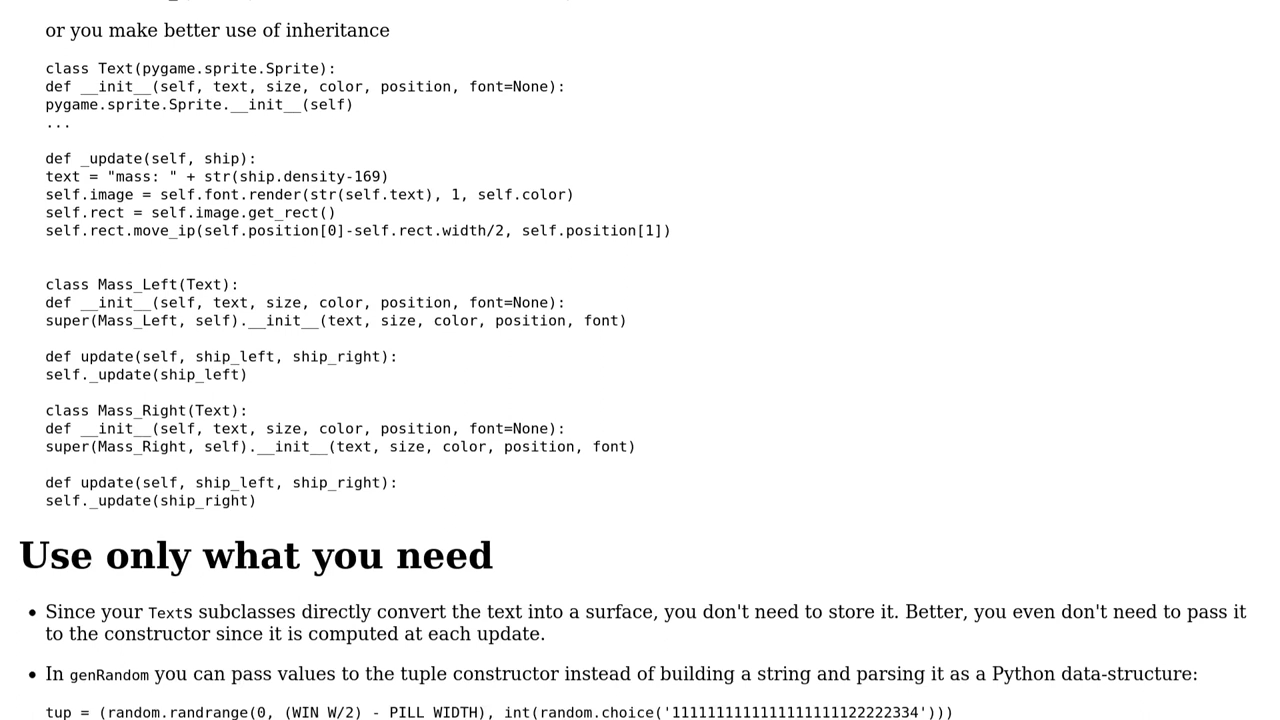 or you make better use of inheritance
class Text(pygame.sprite.Sprite):
def __init__(self, text, size, color, position, font=None):
pygame.sprite.Sprite.__init__(self)
...
def _update(self, ship):
text = "mass: " + str(ship.density-169)
self.image = self.font.render(str(self.text), 1, self.color)
self.rect = self.image.get_rect()
self.rect.move_ip(self.position[0]-self.rect.width/2, self.position[1])
class Mass_Left(Text):
def __init__(self, text, size, color, position, font=None):
super(Mass_Left, self).__init__(text, size, color, position, font)
def update(self, ship_left, ship_right):
self._update(ship_left)
class Mass_Right(Text):
def __init__(self, text, size, color, position, font=None):
super(Mass_Right, self).__init__(text, size, color, position, font)
def update(self, ship_left, ship_right):
self._update(ship_right)
Use only what you need
• Since your Texts subclasses directly convert the text into a surface, you don't need to store it. Better, you even don't need to pass it
to the constructor since it is computed at each update.
• In genRandom you can pass values to the tuple constructor instead of building a string and parsing it as a Python data-structure:
tup = (random.randrange(0, (WIN_W/2) - PILL_WIDTH), int(random.choice('1111111111111111111122222334')))